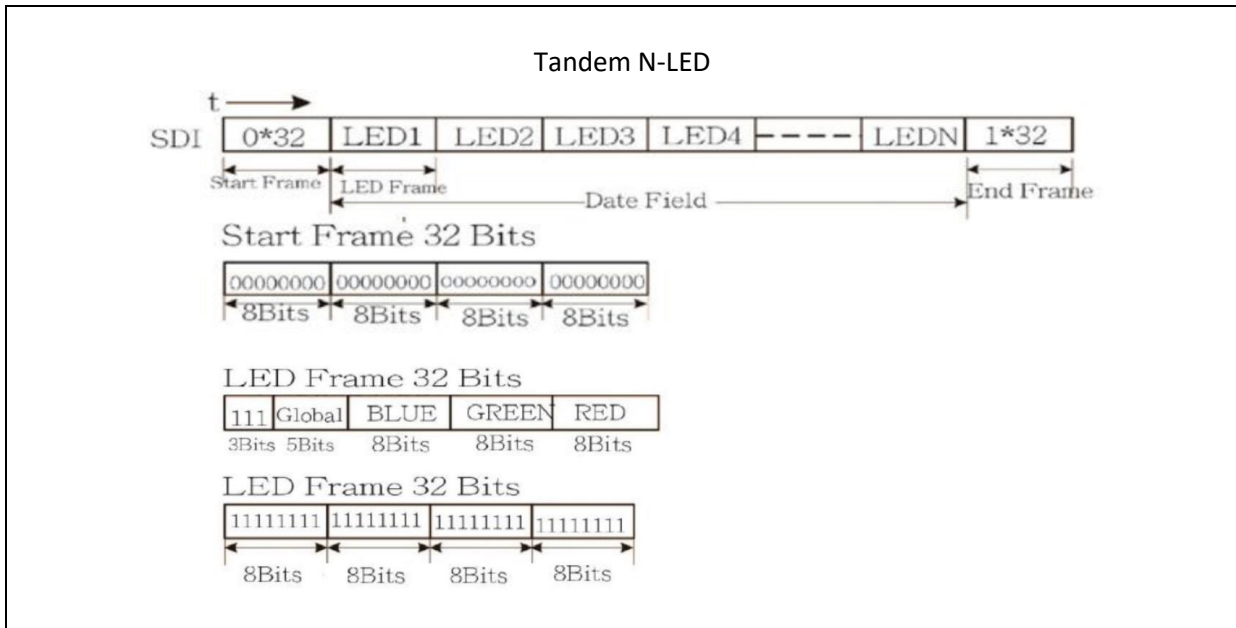 Tandem N-LED
t
SDI 0*32 LED1 LED2 LED3 LED4 LEDN 1*32
Start Frame LED Frame Date Field End Frame
Start Frame 32 Bits
00000000 00000000 00000000 00000000
8Bits 8Bits 8Bits 8Bits
LED Frame 32 Bits
111 Global BLUE GREEN RED
3Bits 5Bits 8Bits 8Bits 8Bits
LED Frame 32 Bits
11111111 11111111 11111111 11111111
8Bits 8Bits 8Bits 8Bits